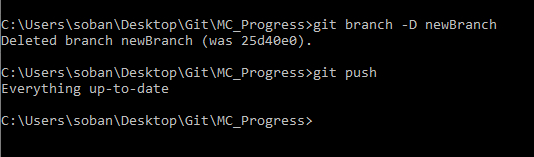 C:\Users\soban\Desktop\Git\MC_Progress>git branch -D newBranch
Deleted branch newBranch (was 25d40e0).
C:\Users\soban\Desktop\Git\MC_Progress>git push
Everything up-to-date
C:\Users\soban\Desktop\Git\MC_Progress>